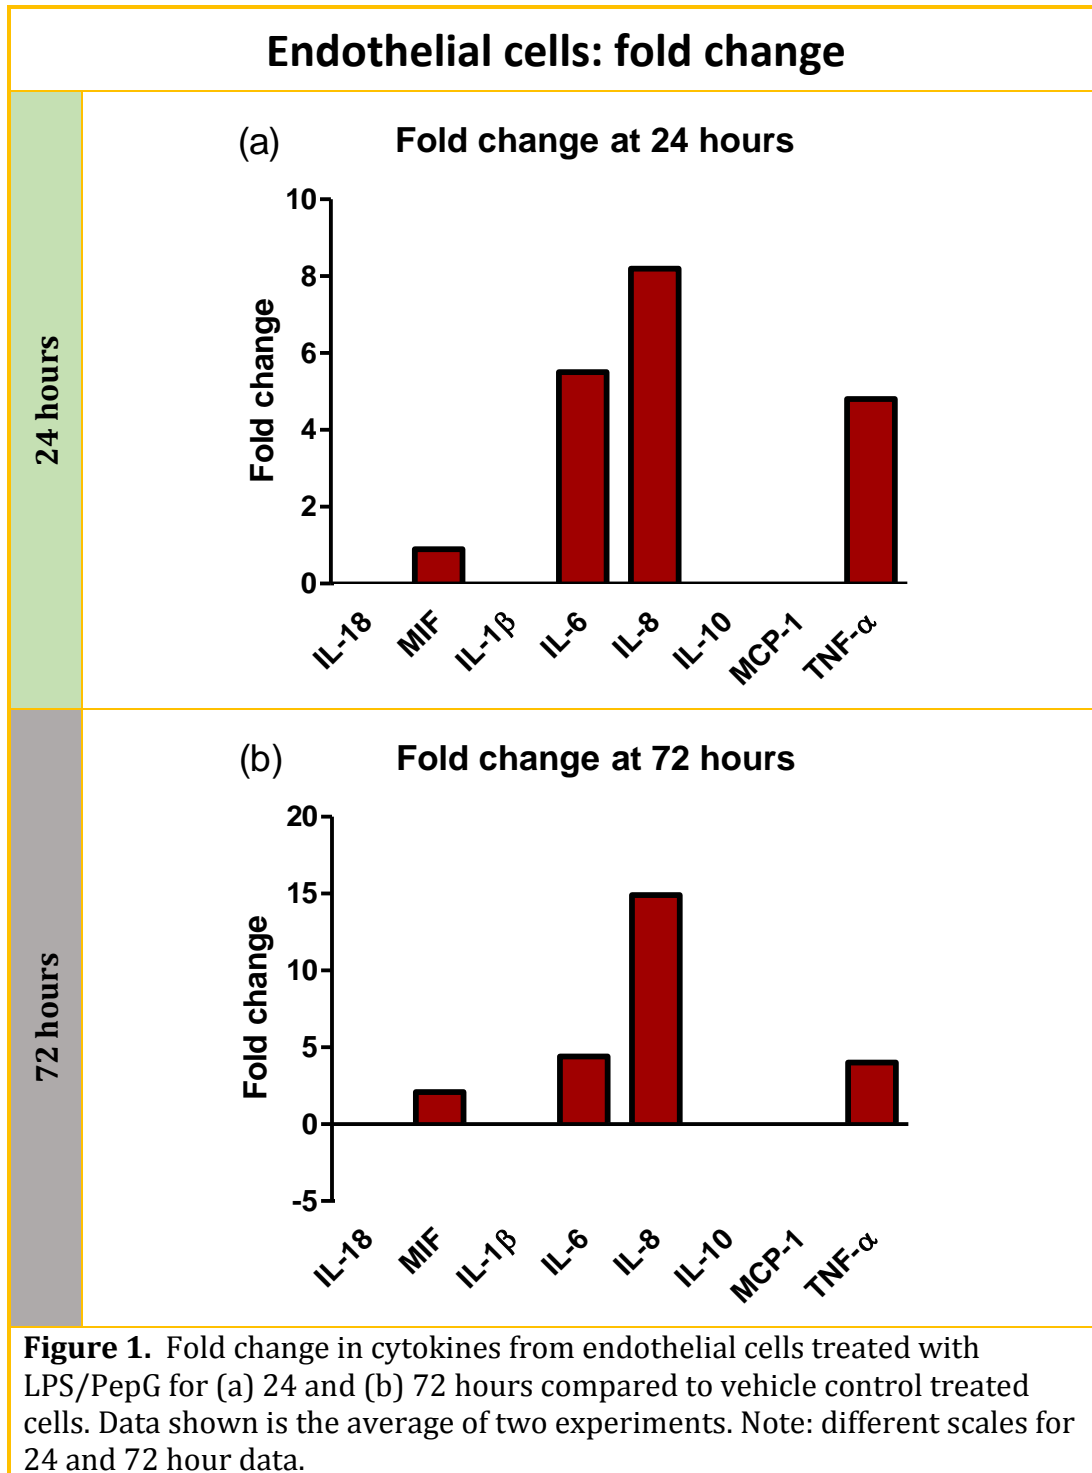 Endothelial cells: fold change
24 hours
(a) Fold change at 24 hours
Fold change
10
8
6
4
2
0
IL-18 MIF IL-1β IL-6 IL-8 IL-10 MCP-1 TNF-α
72 hours
(b) Fold change at 72 hours
Fold change
20
15
10
5
0
-5
IL-18 MIF IL-1β IL-6 IL-8 IL-10 MCP-1 TNF-α
Figure 1. Fold change in cytokines from endothelial cells treated with
LPS/PepG for (a) 24 and (b) 72 hours compared to vehicle control treated
cells. Data shown is the average of two experiments. Note: different scales for
24 and 72 hour data.